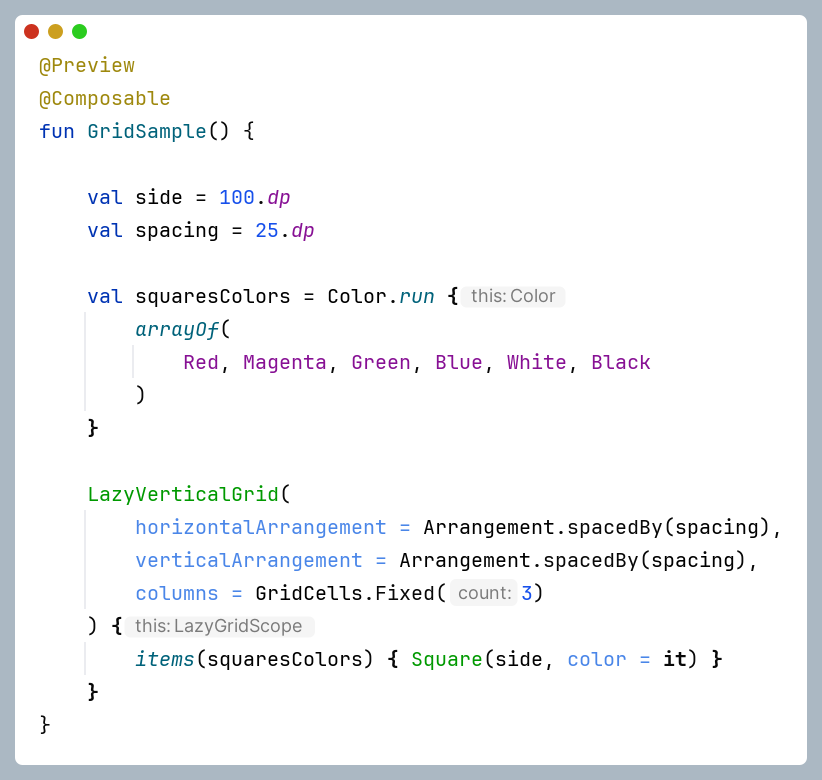 @Preview
@Composable
fun GridSample() {

    val side = 100.dp
    val spacing = 25.dp

    val squaresColors = Color.run { this: Color
        arrayOf(
            Red, Magenta, Green, Blue, White, Black
        )
    }

    LazyVerticalGrid(
        horizontalArrangement = Arrangement.spacedBy(spacing),
        verticalArrangement = Arrangement.spacedBy(spacing),
        columns = GridCells.Fixed( count: 3)
    ) { this: LazyGridScope
        items(squaresColors) { Square(side, color = it) }
    }
}